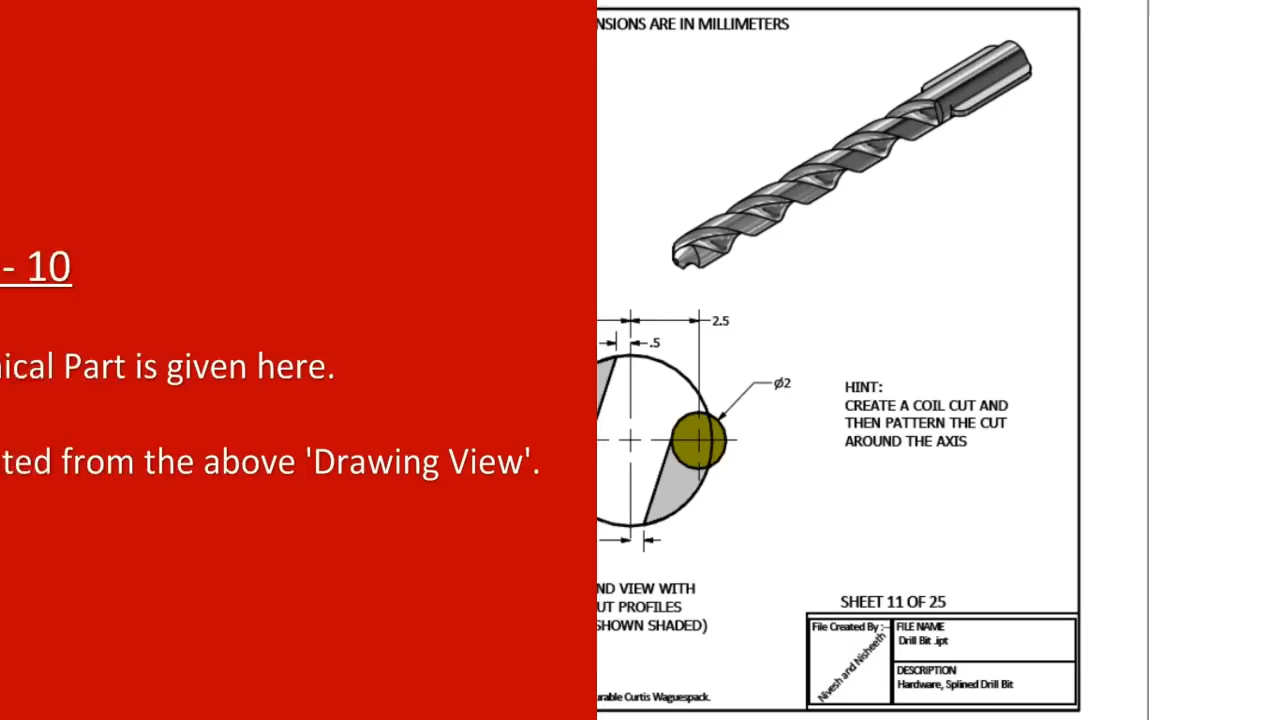 - 10
ical Part is given here.
ted from the above 'Drawing View'.
NSIONS ARE IN MILLIMETERS
2.5
.5
Ø2
HINT:
CREATE A COIL CUT AND
THEN PATTERN THE CUT
AROUND THE AXIS
ND VIEW WITH
UT PROFILES
SHOWN SHADED)
SHEET 11 OF 25
File Created By :-
Nivesh and Nisheeth
FILE NAME
Drill Bit .ipt
DESCRIPTION
Hardware, Splined Drill Bit
urable Curtis Waguespack.